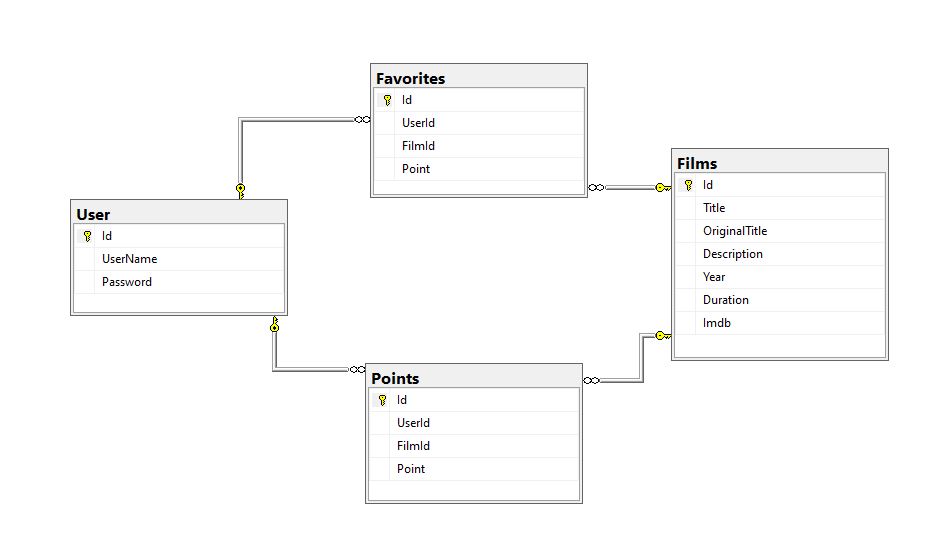 Favorites
Id
UserId
FilmId
Point
Films
Id
Title
OriginalTitle
Description
Year
Duration
Imdb
User
Id
UserName
Password
Points
Id
UserId
FilmId
Point